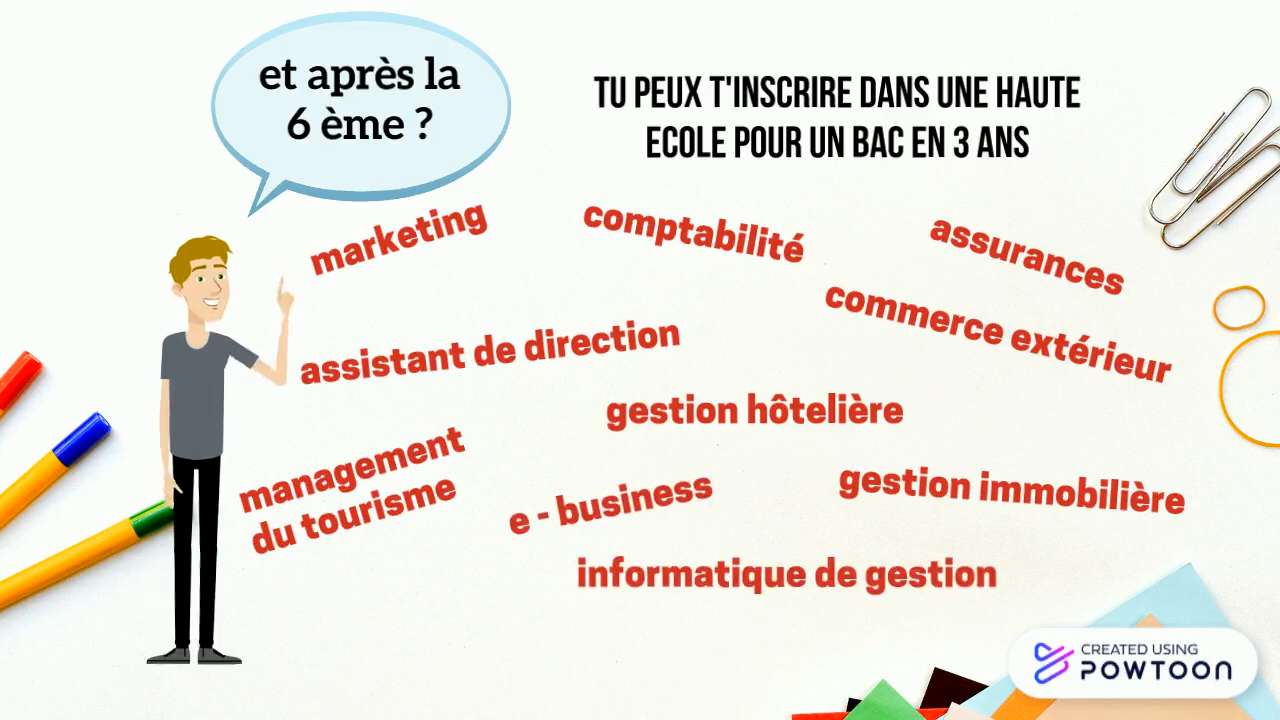 et après la
6 ème ?
TU PEUX T'INSCRIRE DANS UNE HAUTE
ECOLE POUR UN BAC EN 3 ANS
marketing
comptabilité
assurances
commerce extérieur
assistant de direction
gestion hôtelière
management
du tourisme
e - business
gestion immobilière
informatique de gestion
CREATED USING
POWTOON